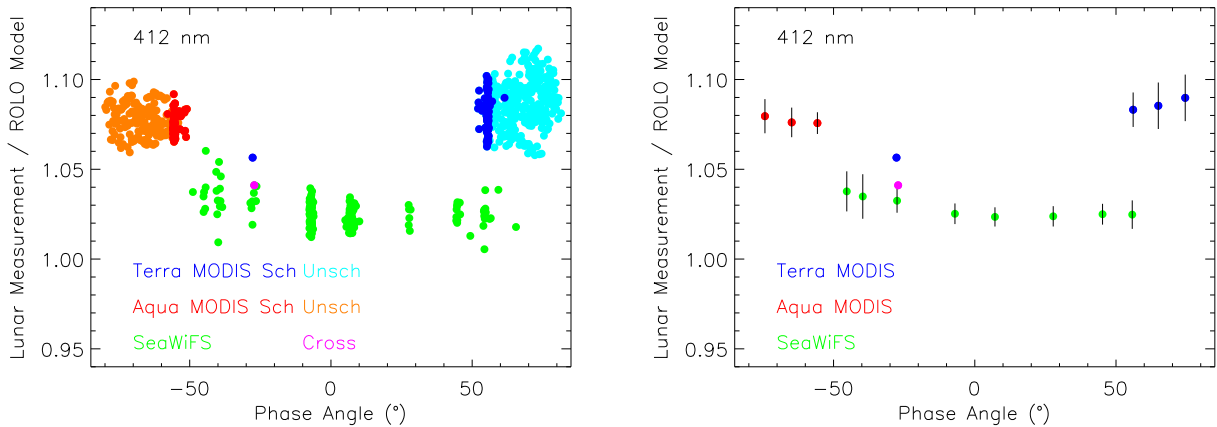 412 nm
1.10
1.05
1.00
0.95
Lunar Measurement / ROLO Model
Terra MODIS Sch Unsch
Aqua MODIS Sch Unsch
SeaWiFS Cross
−50 0 50
Phase Angle (°)
412 nm
1.10
1.05
1.00
0.95
Lunar Measurement / ROLO Model
Terra MODIS
Aqua MODIS
SeaWiFS
−50 0 50
Phase Angle (°)